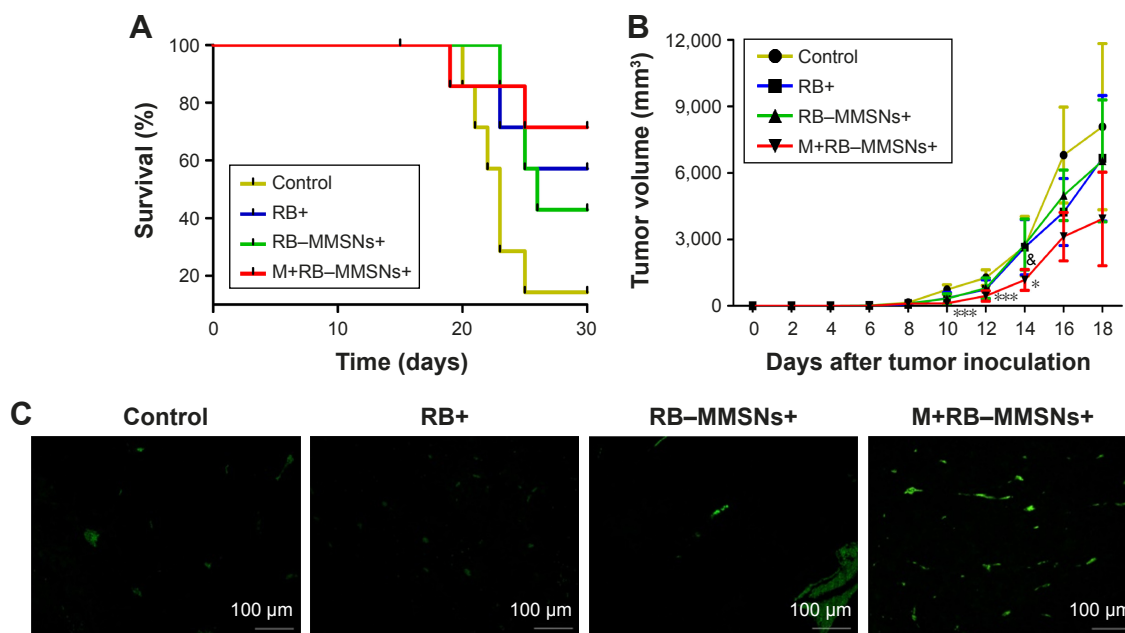 A
100
80
60
40
20
Survival (%)
Control
RB+
RB–MMSNs+
M+RB–MMSNs+
0 10 20 30
Time (days)
B
12,000
9,000
6,000
3,000
0
Tumor volume (mm³)
Control
RB+
RB–MMSNs+
M+RB–MMSNs+
&
*
***
***
0 2 4 6 8 10 12 14 16 18
Days after tumor inoculation
C
Control RB+ RB–MMSNs+ M+RB–MMSNs+
100 µm 100 µm 100 µm 100 µm